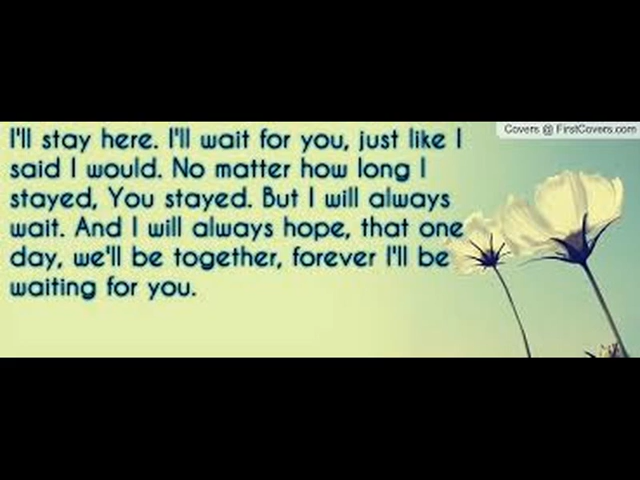 Covers @ FirstCovers.com
I'll stay here. I'll wait for you, just like I
said I would. No matter how long I
stayed, You stayed. But I will always
wait. And I will always hope, that one
day, we'll be together, forever I'll be
waiting for you.